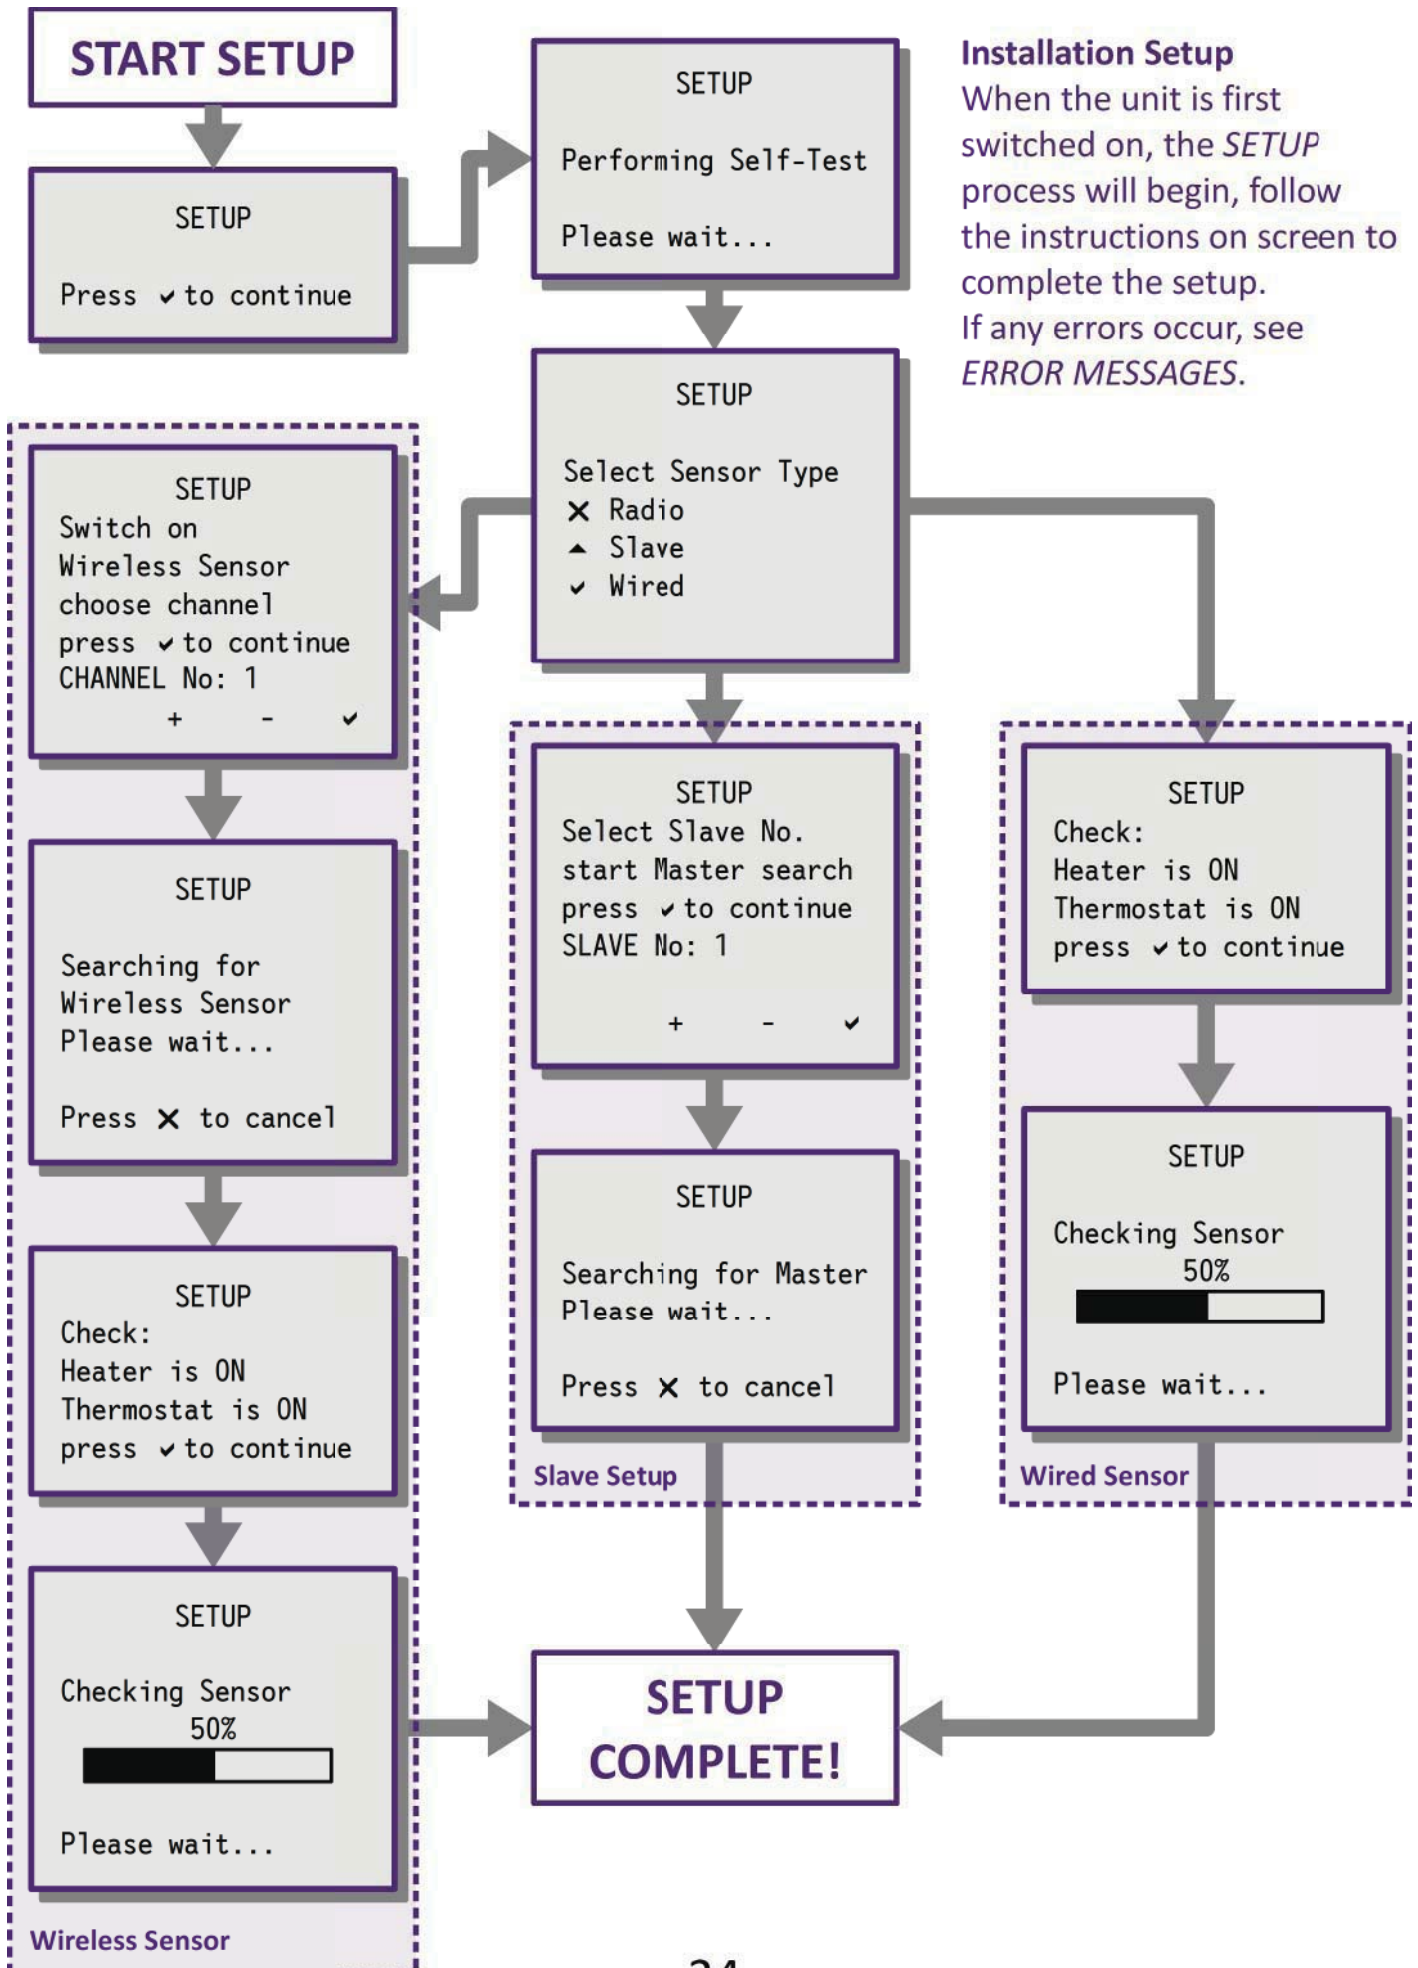 START SETUP
SETUP
Press ✓ to continue
SETUP
Performing Self-Test
Please wait...
Installation Setup
When the unit is first
switched on, the SETUP
process will begin, follow
the instructions on screen to
complete the setup.
If any errors occur, see
ERROR MESSAGES.
SETUP
Select Sensor Type
✕ Radio
▲ Slave
✓ Wired
SETUP
Switch on
Wireless Sensor
choose channel
press ✓ to continue
CHANNEL No: 1
+ - ✓
SETUP
Searching for
Wireless Sensor
Please wait...
Press ✕ to cancel
SETUP
Check:
Heater is ON
Thermostat is ON
press ✓ to continue
SETUP
Checking Sensor
50%
Please wait...
Wireless Sensor
SETUP
Select Slave No.
start Master search
press ✓ to continue
SLAVE No: 1
+ - ✓
SETUP
Searching for Master
Please wait...
Press ✕ to cancel
Slave Setup
SETUP
Check:
Heater is ON
Thermostat is ON
press ✓ to continue
SETUP
Checking Sensor
50%
Please wait...
Wired Sensor
SETUP
COMPLETE!